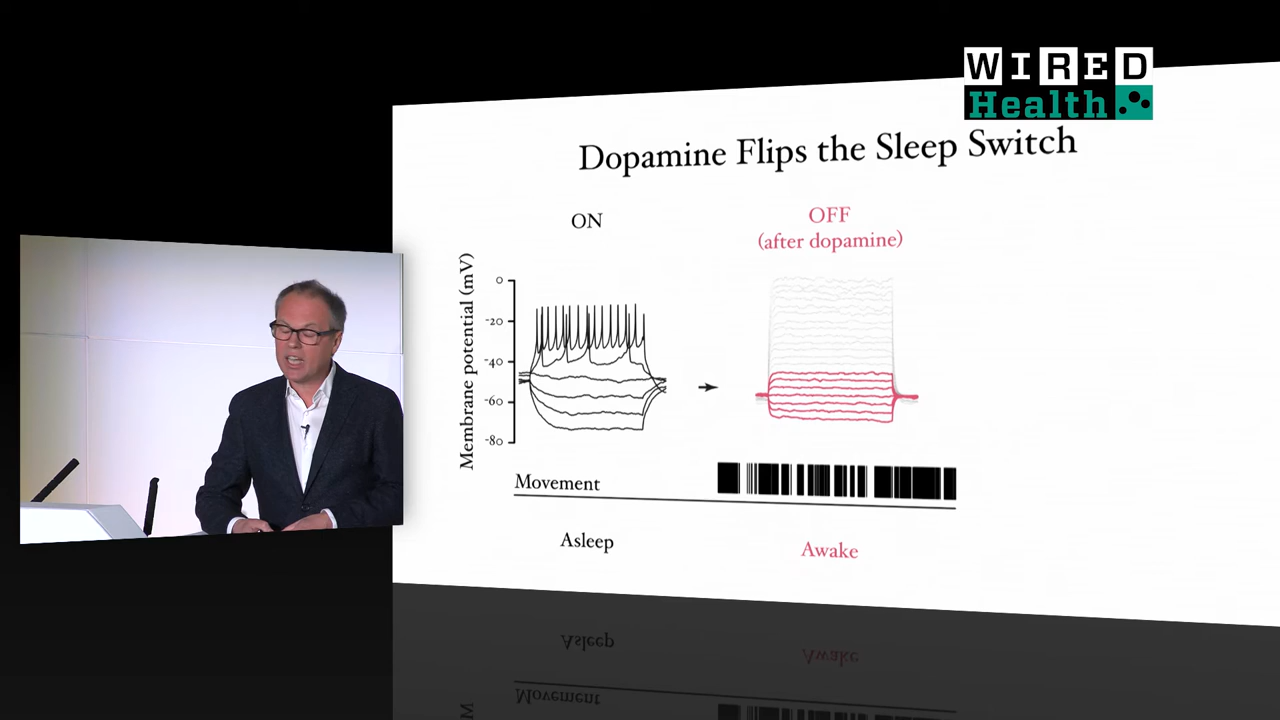 WIRED
Health
Dopamine Flips the Sleep Switch
ON
OFF
(after dopamine)
Membrane potential (mV)
0
-20
-40
-60
-80
Movement
Asleep
Awake